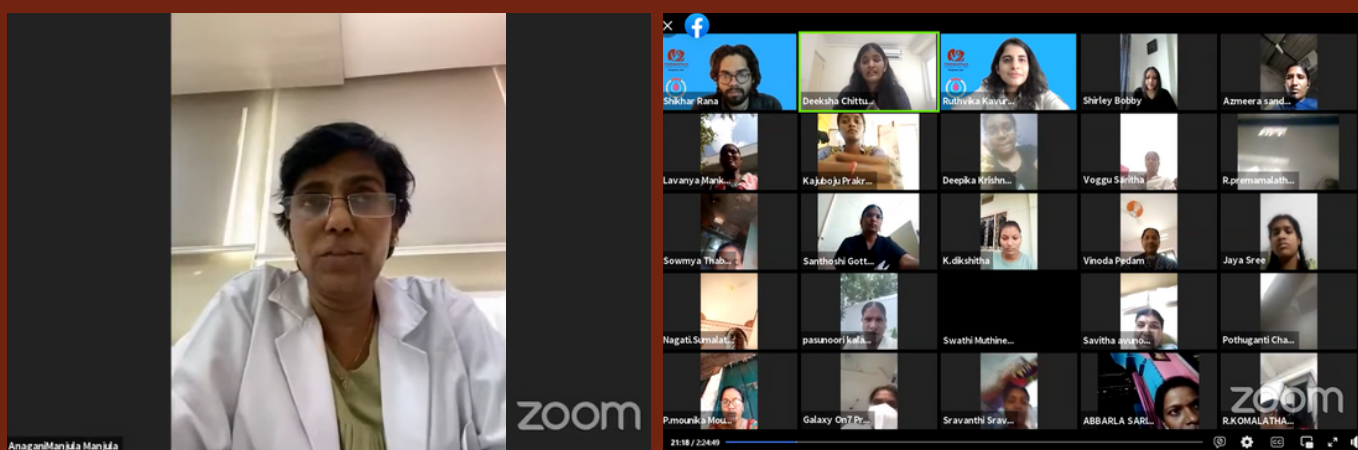 AnaganiManjula Manjula
zoom
Shikhar Rana
Deeksha Chittu...
Ruthvika Kavur...
Shirley Bobby
Azmeera sand...
Lavanya Mank...
Kajuboju Prakr...
Deepika Krishn...
Voggu Saritha
R.premamalath...
Sowmya Thab...
Santhoshi Gott...
K.dikshitha
Vinoda Pedam
Jaya Sree
Nagati.Sumalat...
pasunoori kala...
Swathi Muthine...
Savitha avuno...
Pothuganti Cha...
P.mounika Mou...
Galaxy On7 Pr...
Sravanthi Srav...
ABBARLA SARI...
R.KOMALATHA...
zoom
21:18 / 2:24:49
CC